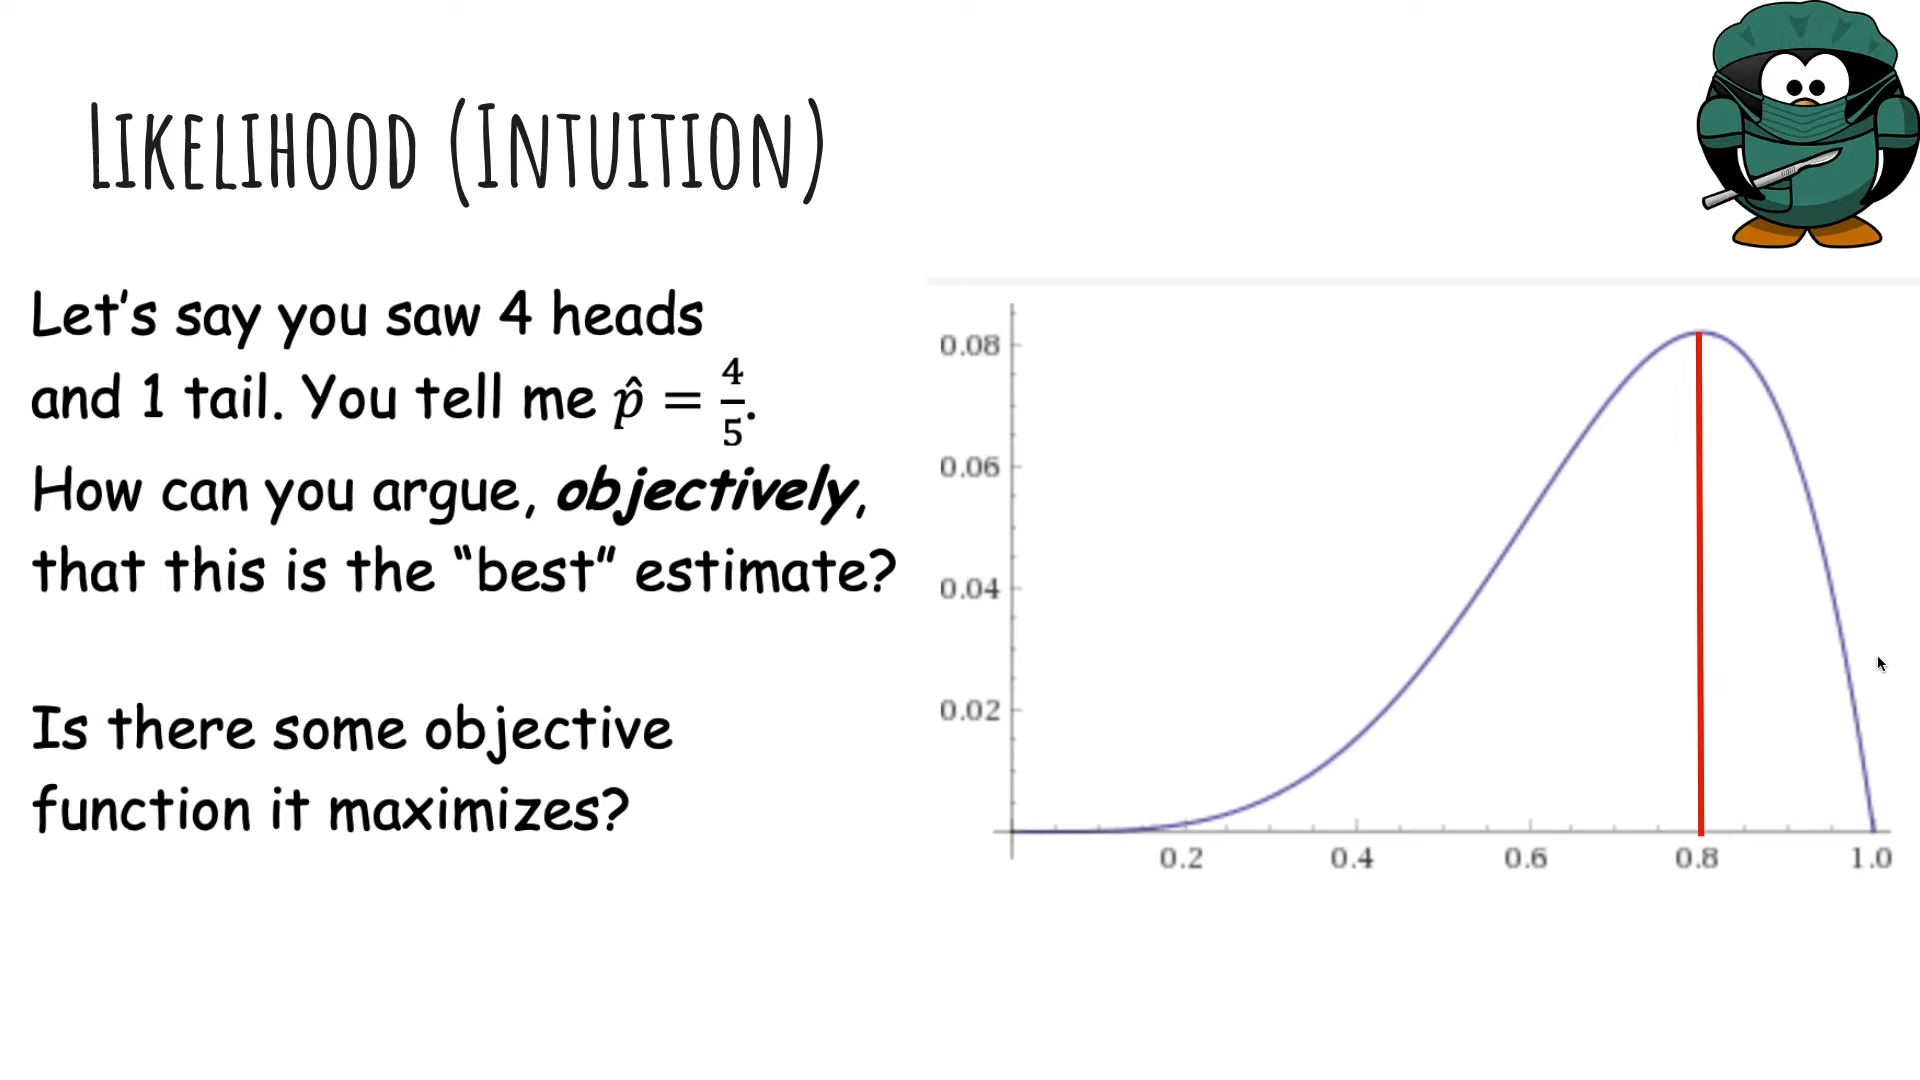 LIKELIHOOD (INTUITION)
Let's say you saw 4 heads
and 1 tail. You tell me p̂ = 4/5.
How can you argue, objectively,
that this is the “best” estimate?
Is there some objective
function it maximizes?
0.08
0.06
0.04
0.02
0.2 0.4 0.6 0.8 1.0